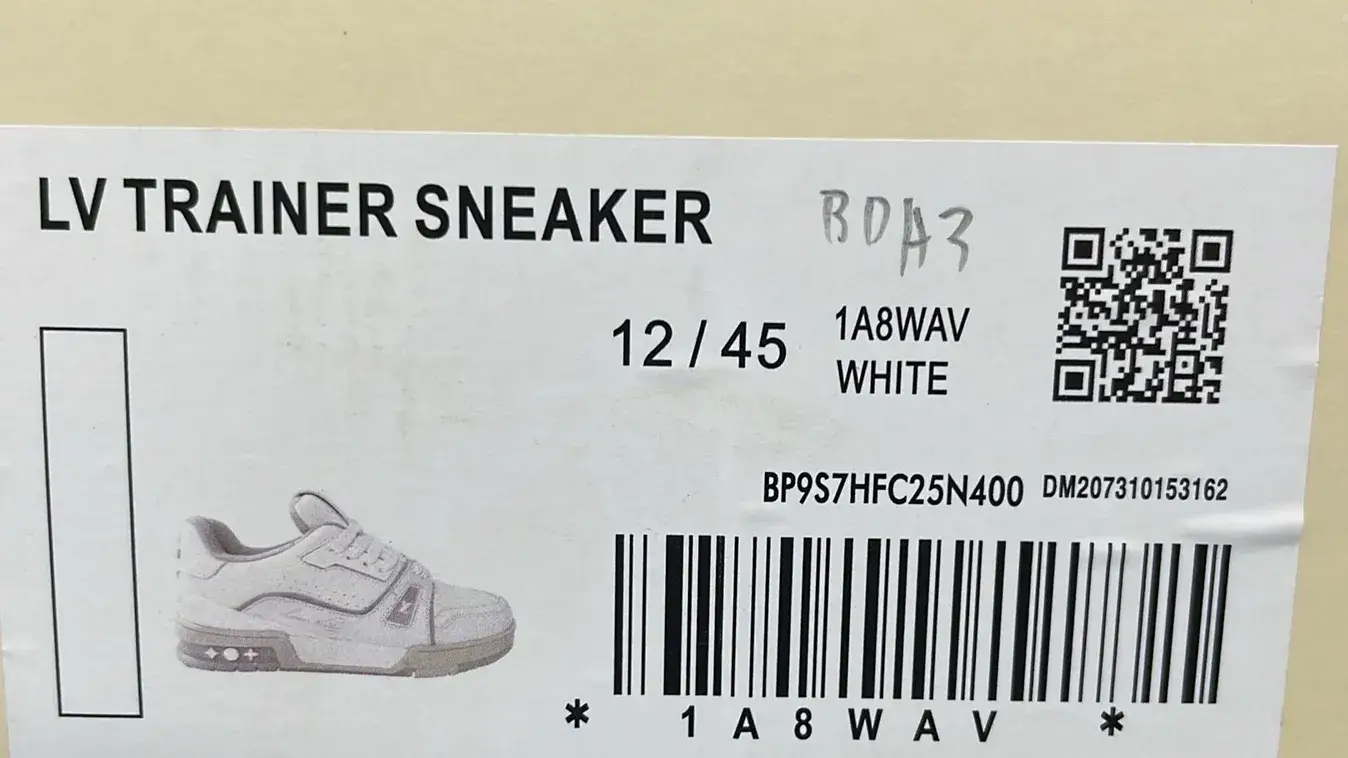 LV TRAINER SNEAKER
BDA3
12 / 45
1A8WAV
WHITE
BP9S7HFC25N400 DM207310153162
* 1 A 8 W A V *